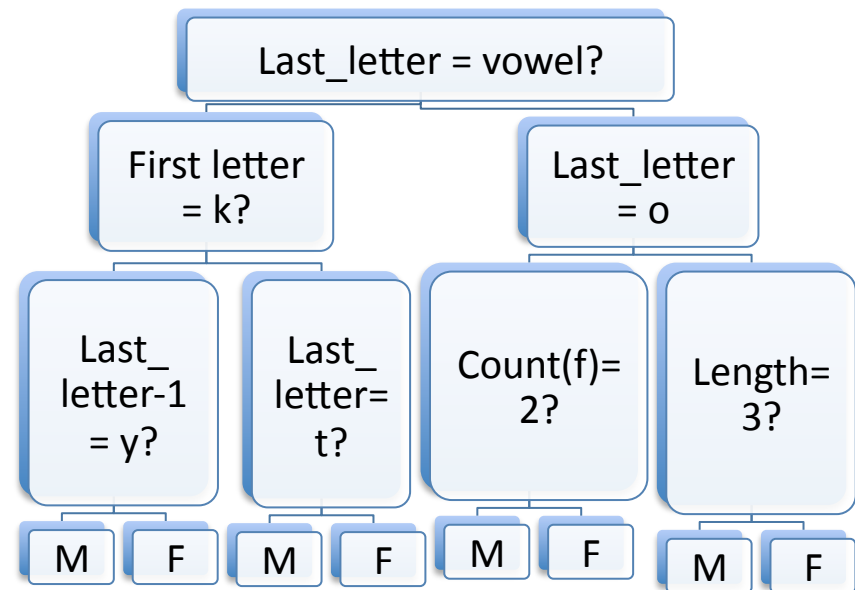 Last_letter = vowel?
First letter
= k?
Last_letter
= o
Last_
letter-1
= y?
Last_
letter=
t?
Count(f)=
2?
Length=
3?
M
F
M
F
M
F
M
F